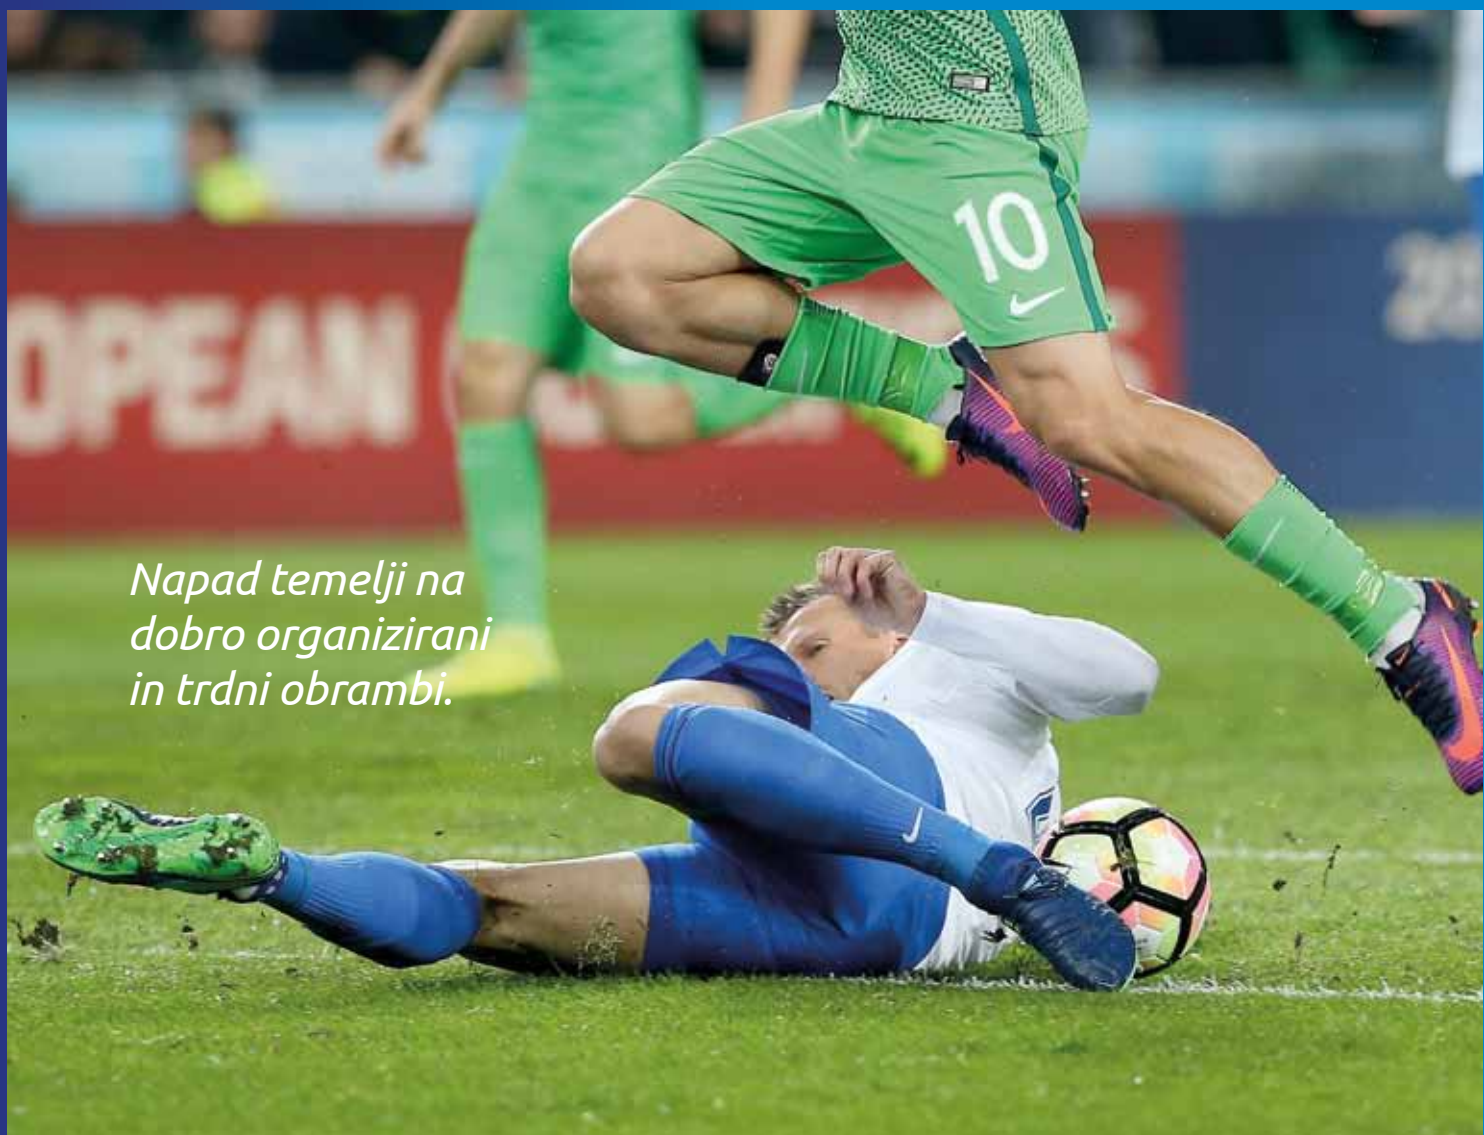 10
OPEAN
Napad temelji na
dobro organizirani
in trdni obrambi.